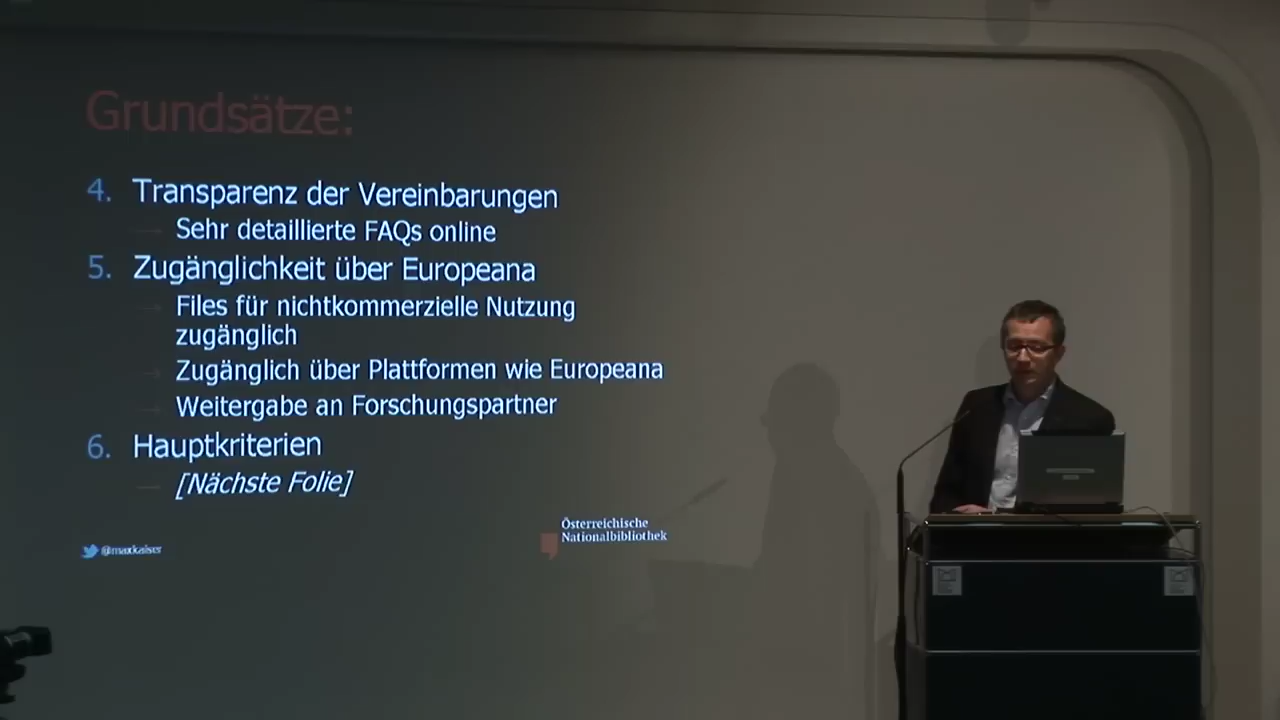 Grundsätze:
4. Transparenz der Vereinbarungen
— Sehr detaillierte FAQs online
5. Zugänglichkeit über Europeana
— Files für nichtkommerzielle Nutzung
zugänglich
— Zugänglich über Plattformen wie Europeana
— Weitergabe an Forschungspartner
6. Hauptkriterien
— [Nächste Folie]
@maxkaiser
Österreichische
Nationalbibliothek